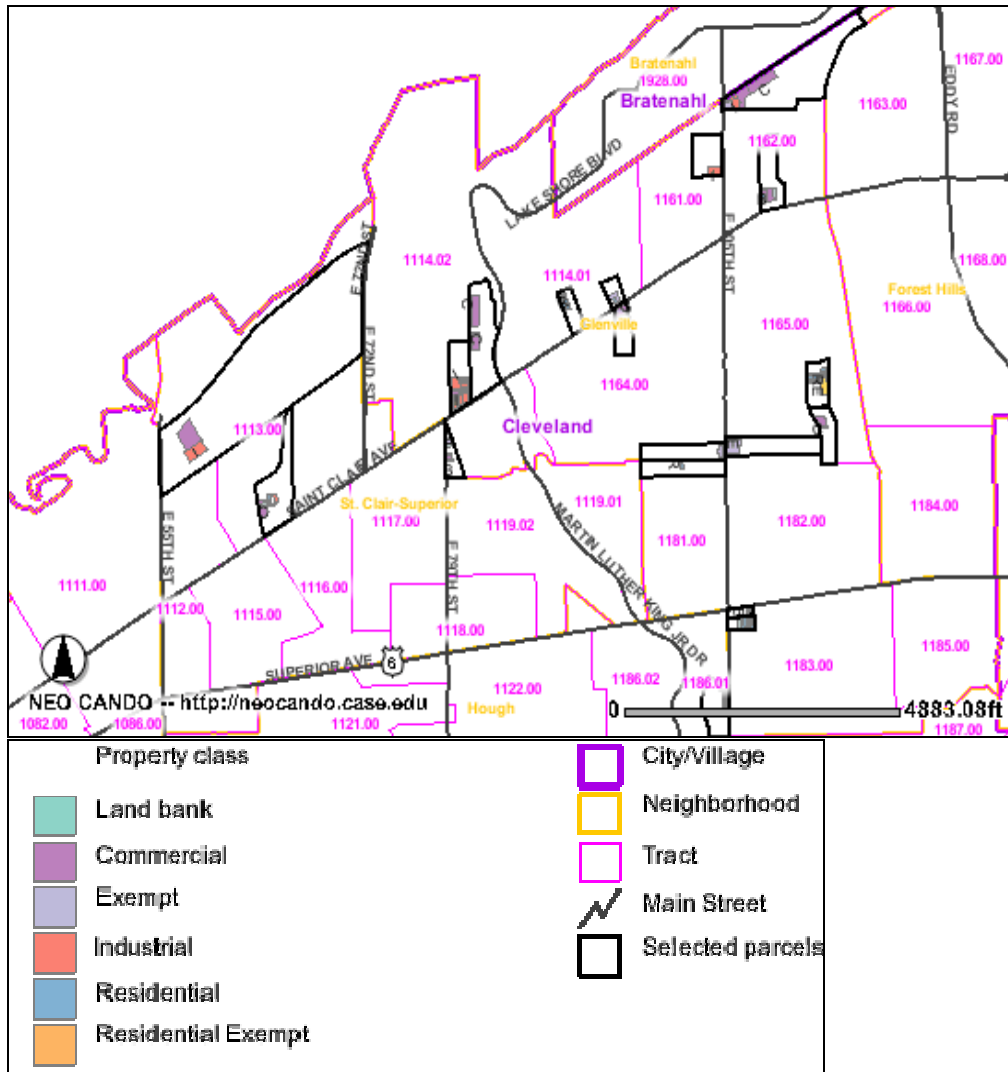 Bratenahl
1928.00
Bratenahl
1167.00
EDDY RD
1163.00
1162.00
LAKE SHORE BLVD
1161.00
E 105TH ST
E 72ND ST
1114.02
1114.01
1168.00
Forest Hills
1166.00
Glenville
1165.00
E 72ND ST
1164.00
Cleveland
1113.00
SAINT CLAIR AVE
St. Clair-Superior
1117.00
1119.01
1119.02
1184.00
1182.00
1181.00
E 55TH ST
MARTIN LUTHER KING JR DR
E 79TH ST
1111.00
1112.00
1115.00
1116.00
1118.00
SUPERIOR AVE
6
1185.00
1183.00
1186.02
1186.01
1122.00
NEO CANDO -- http://neocando.case.edu
Hough
0
4883.08ft
1082.00
1086.00
1121.00
1187.00
Property class
Land bank
Commercial
Exempt
Industrial
Residential
Residential Exempt
City/Village
Neighborhood
Tract
Main Street
Selected parcels